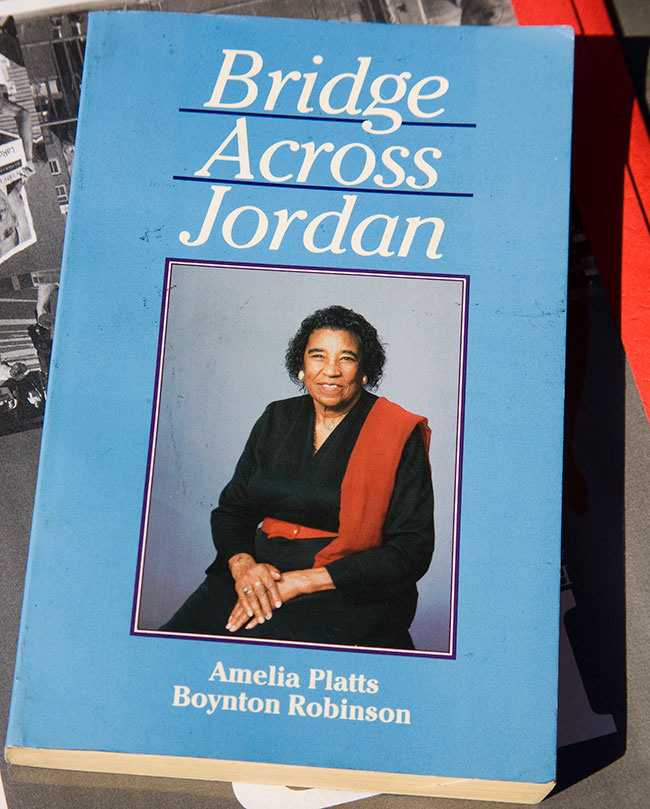 Bridge
Across
Jordan
Amelia Platts
Boynton Robinson